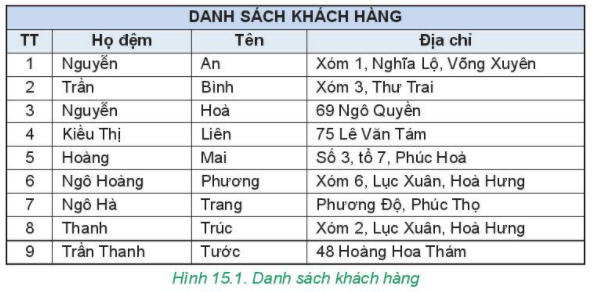 DANH SÁCH KHÁCH HÀNG
TT Họ đệm Tên Địa chỉ
1 Nguyễn An Xóm 1, Nghĩa Lộ, Võng Xuyên
2 Trần Bình Xóm 3, Thư Trai
3 Nguyễn Hoà 69 Ngô Quyền
4 Kiều Thị Liên 75 Lê Văn Tám
5 Hoàng Mai Số 3, tổ 7, Phúc Hoà
6 Ngô Hoàng Phương Xóm 6, Lục Xuân, Hoà Hưng
7 Ngô Hà Trang Phương Độ, Phúc Thọ
8 Thanh Trúc Xóm 2, Lục Xuân, Hoà Hưng
9 Trần Thanh Tước 48 Hoàng Hoa Thám
Hình 15.1. Danh sách khách hàng